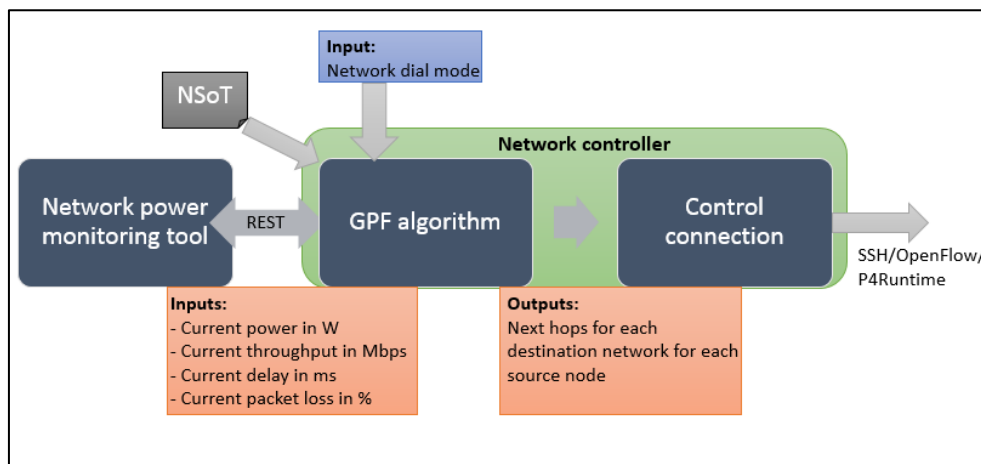 Input:
Network dial mode
NSoT
Network controller
Network power
monitoring tool
REST
GPF algorithm
Control
connection
SSH/OpenFlow/
P4Runtime
Inputs:
- Current power in W
- Current throughput in Mbps
- Current delay in ms
- Current packet loss in %
Outputs:
Next hops for each
destination network for each
source node